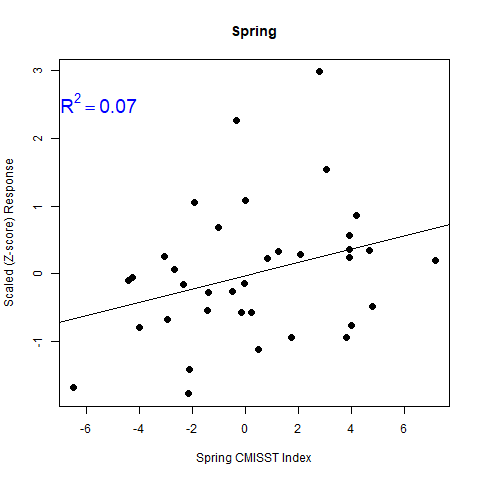 Spring
R² = 0.07
3
2
1
0
-1
Scaled (Z-score) Response
-6 -4 -2 0 2 4 6
Spring CMISST Index